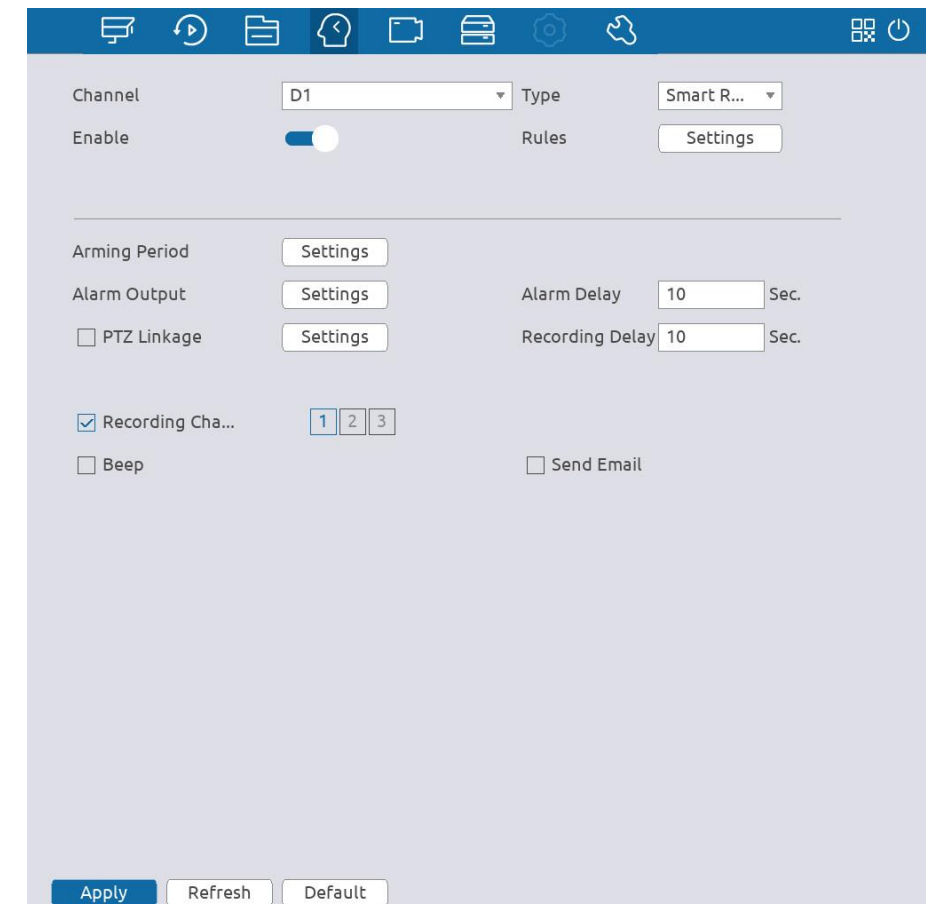 Channel D1 Type Smart R...
Enable Rules Settings
Arming Period Settings
Alarm Output Settings Alarm Delay 10 Sec.
PTZ Linkage Settings Recording Delay 10 Sec.
Recording Cha... 1 2 3
Beep Send Email
Apply Refresh Default